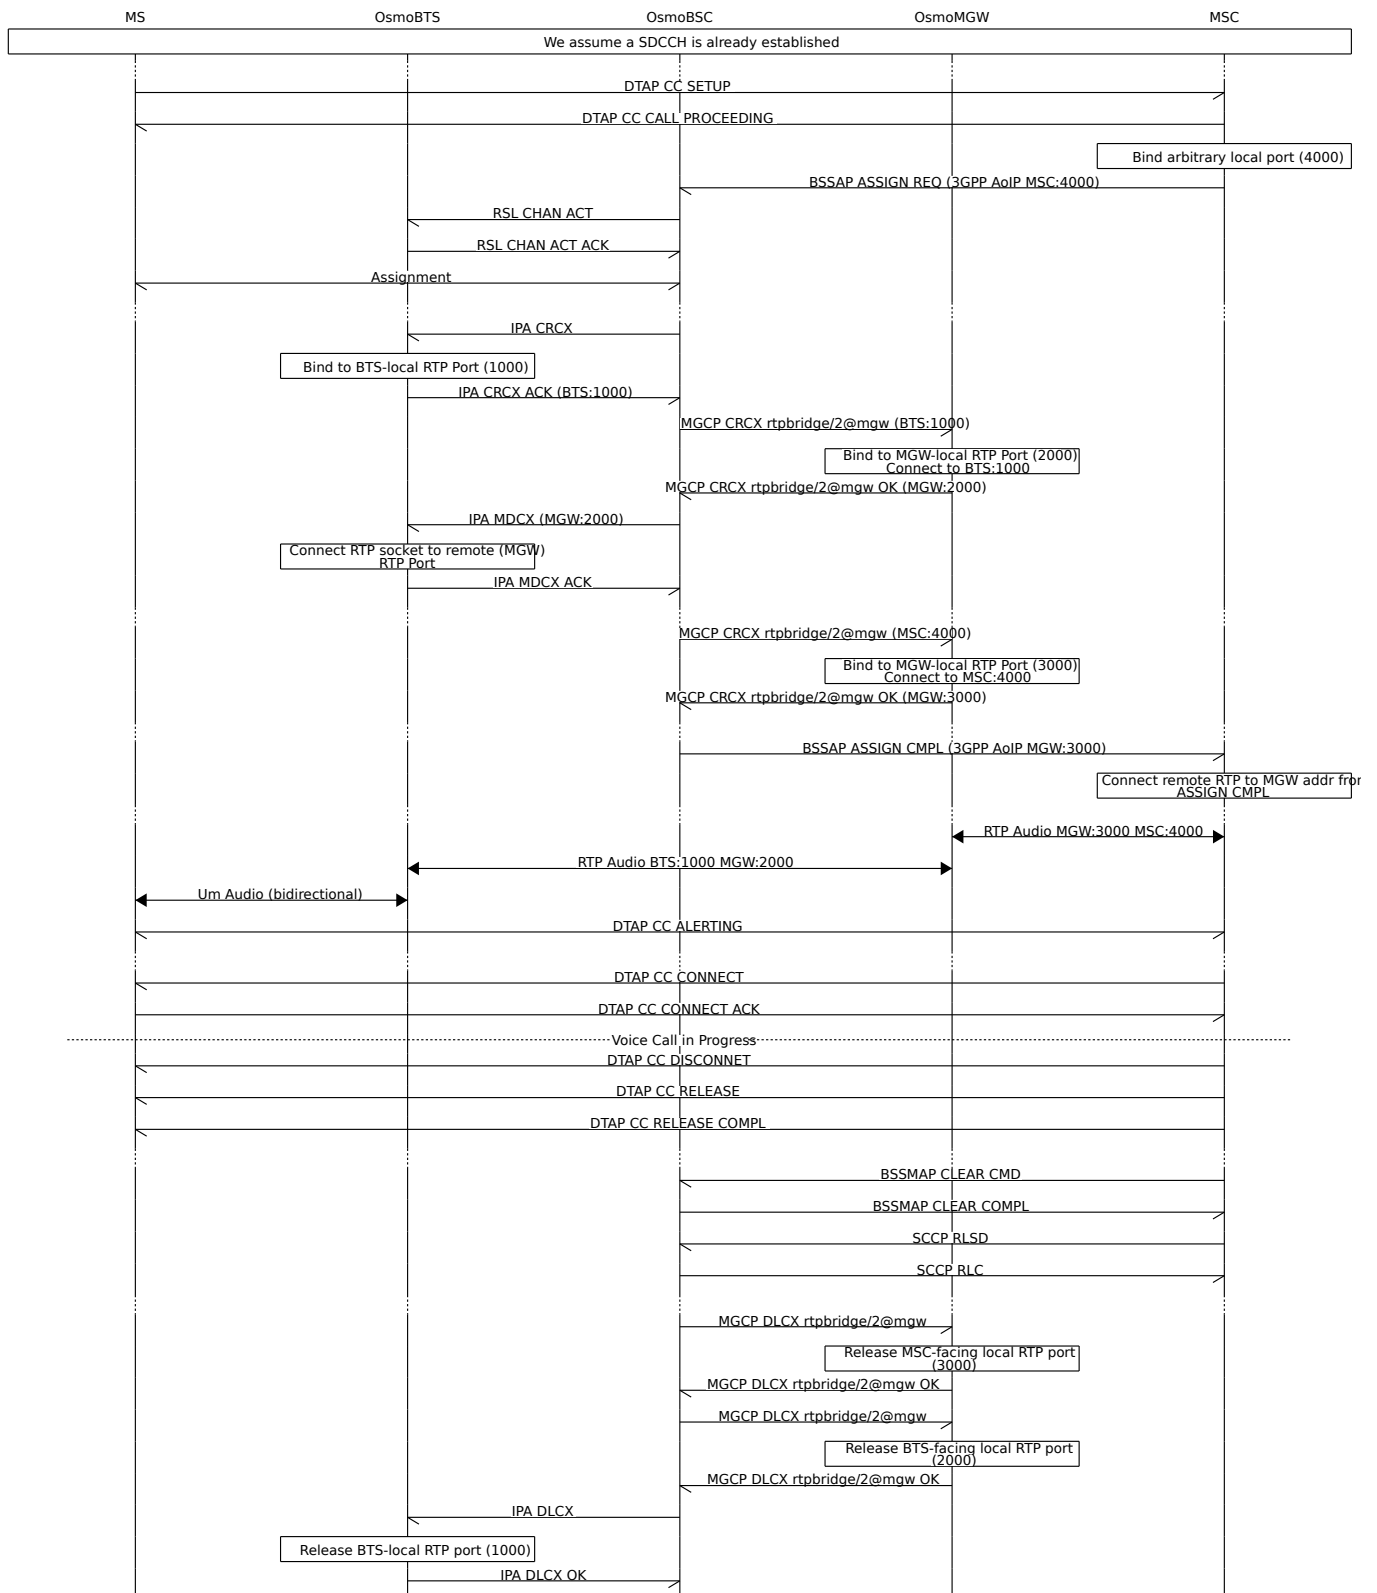 MS OsmoBTS OsmoBSC OsmoMGW MSC
We assume a SDCCH is already established
DTAP CC SETUP
DTAP CC CALL PROCEEDING
Bind arbitrary local port (4000)
BSSAP ASSIGN REQ (3GPP AoIP MSC:4000)
RSL CHAN ACT
RSL CHAN ACT ACK
Assignment
IPA CRCX
Bind to BTS-local RTP Port (1000)
IPA CRCX ACK (BTS:1000)
MGCP CRCX rtpbridge/2@mgw (BTS:1000)
Bind to MGW-local RTP Port (2000)
Connect to BTS:1000
MGCP CRCX rtpbridge/2@mgw OK (MGW:2000)
IPA MDCX (MGW:2000)
Connect RTP socket to remote (MGW)
RTP Port
IPA MDCX ACK
MGCP CRCX rtpbridge/2@mgw (MSC:4000)
Bind to MGW-local RTP Port (3000)
Connect to MSC:4000
MGCP CRCX rtpbridge/2@mgw OK (MGW:3000)
BSSAP ASSIGN CMPL (3GPP AoIP MGW:3000)
Connect remote RTP to MGW addr
ASSIGN CMPL
RTP Audio MGW:3000 MSC:4000
RTP Audio BTS:1000 MGW:2000
Um Audio (bidirectional)
DTAP CC ALERTING
DTAP CC CONNECT
DTAP CC CONNECT ACK
Voice Call in Progress
DTAP CC DISCONNET
DTAP CC RELEASE
DTAP CC RELEASE COMPL
BSSMAP CLEAR CMD
BSSMAP CLEAR COMPL
SCCP RLSD
SCCP RLC
MGCP DLCX rtpbridge/2@mgw
Release MSC-facing local RTP port
(3000)
MGCP DLCX rtpbridge/2@mgw OK
MGCP DLCX rtpbridge/2@mgw
Release BTS-facing local RTP port
(2000)
MGCP DLCX rtpbridge/2@mgw OK
IPA DLCX
Release BTS-local RTP port (1000)
IPA DLCX OK